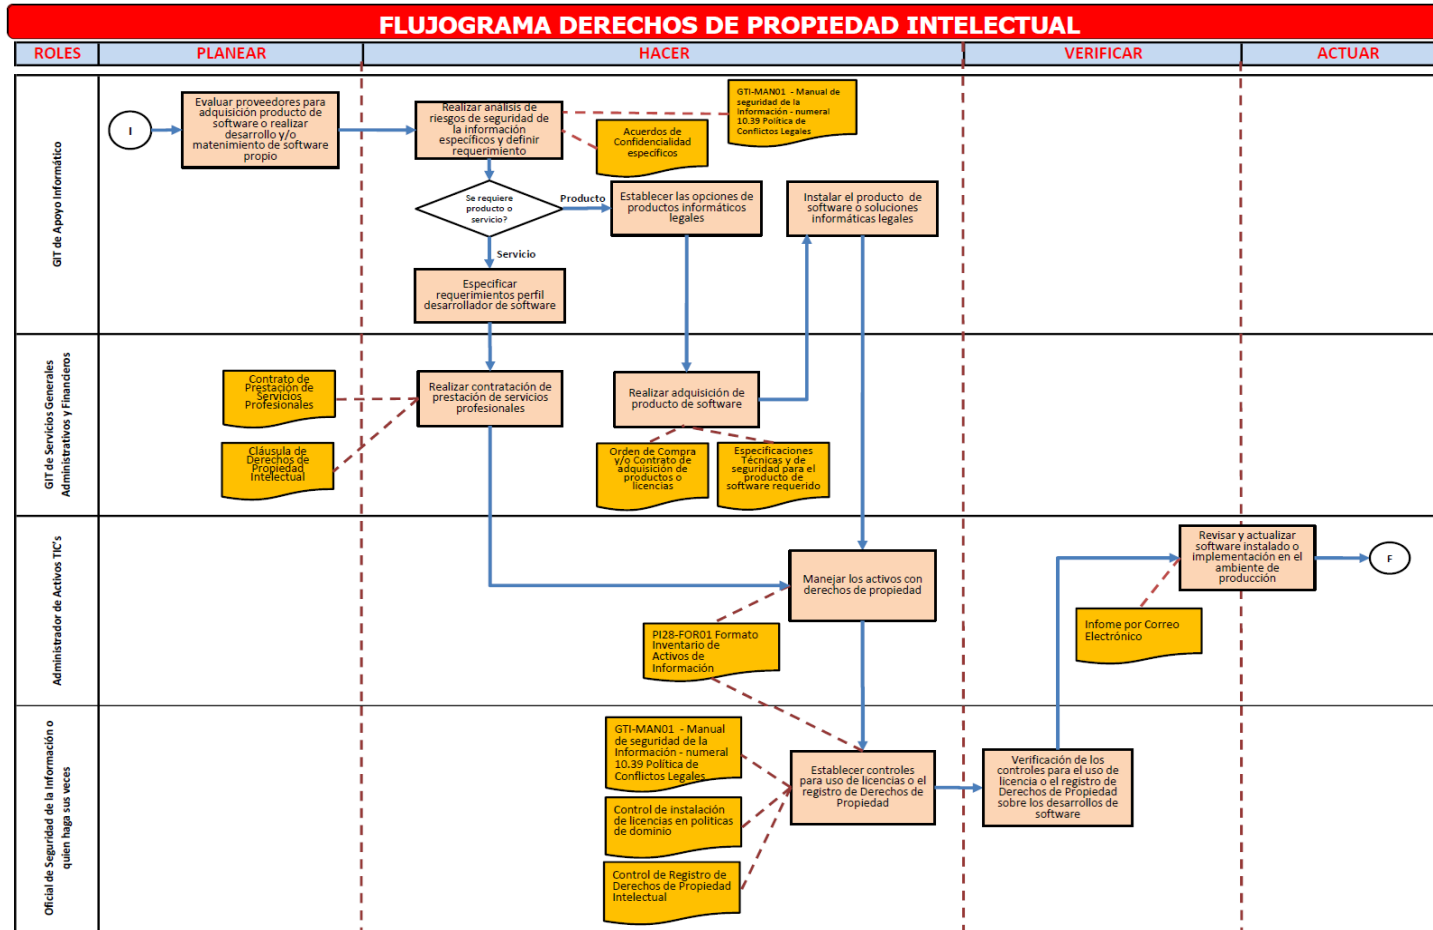 FLUJOGRAMA DERECHOS DE PROPIEDAD INTELECTUAL
ROLES
PLANEAR
HACER
VERIFICAR
ACTUAR
GIT de Apoyo Informático
I
Evaluar proveedores para
adquisición producto de
software o realizar
desarrollo y/o
matenimiento de software
propio
Realizar análisis de
riesgos de seguridad de
la información
específicos y definir
requerimiento
Acuerdos de
Confidencialidad
específicos
GTI-MAN01 - Manual de
seguridad de la
Información - numeral
10.39 Política de
Conflictos Legales
Se requiere
producto o
servicio?
Producto
Establecer las opciones de
productos informáticos
legales
Instalar el producto de
software o soluciones
informáticas legales
Servicio
Especificar
requerimientos perfil
desarrollador de software
GIT de Servicios Generales
Administrativos y Financieros
Contrato de
Prestación de
Servicios
Profesionales
Cláusula de
Derechos de
Propiedad
Intelectual
Realizar contratación de
prestación de servicios
profesionales
Realizar adquisición de
producto de software
Orden de Compra
y/o Contrato de
adquisición de
productos o
licencias
Especificaciones
Técnicas y de
seguridad para el
producto de
software requerido
Administrador de Activos TIC's
Manejar los activos con
derechos de propiedad
PI28-FOR01 Formato
Inventario de
Activos de
Información
Revisar y actualizar
software instalado o
implementación en el
ambiente de
producción
F
Infome por Correo
Electrónico
Oficial de Seguridad de la Información o
quien haga sus veces
GTI-MAN01 - Manual
de seguridad de la
Información - numeral
10.39 Política de
Conflictos Legales
Control de instalación
de licencias en politicas
de dominio
Control de Registro de
Derechos de Propiedad
Intelectual
Establecer controles
para uso de licencias o el
registro de Derechos de
Propiedad
Verificación de los
controles para el uso de
licencia o el registro de
Derechos de Propiedad
sobre los desarrollos de
software